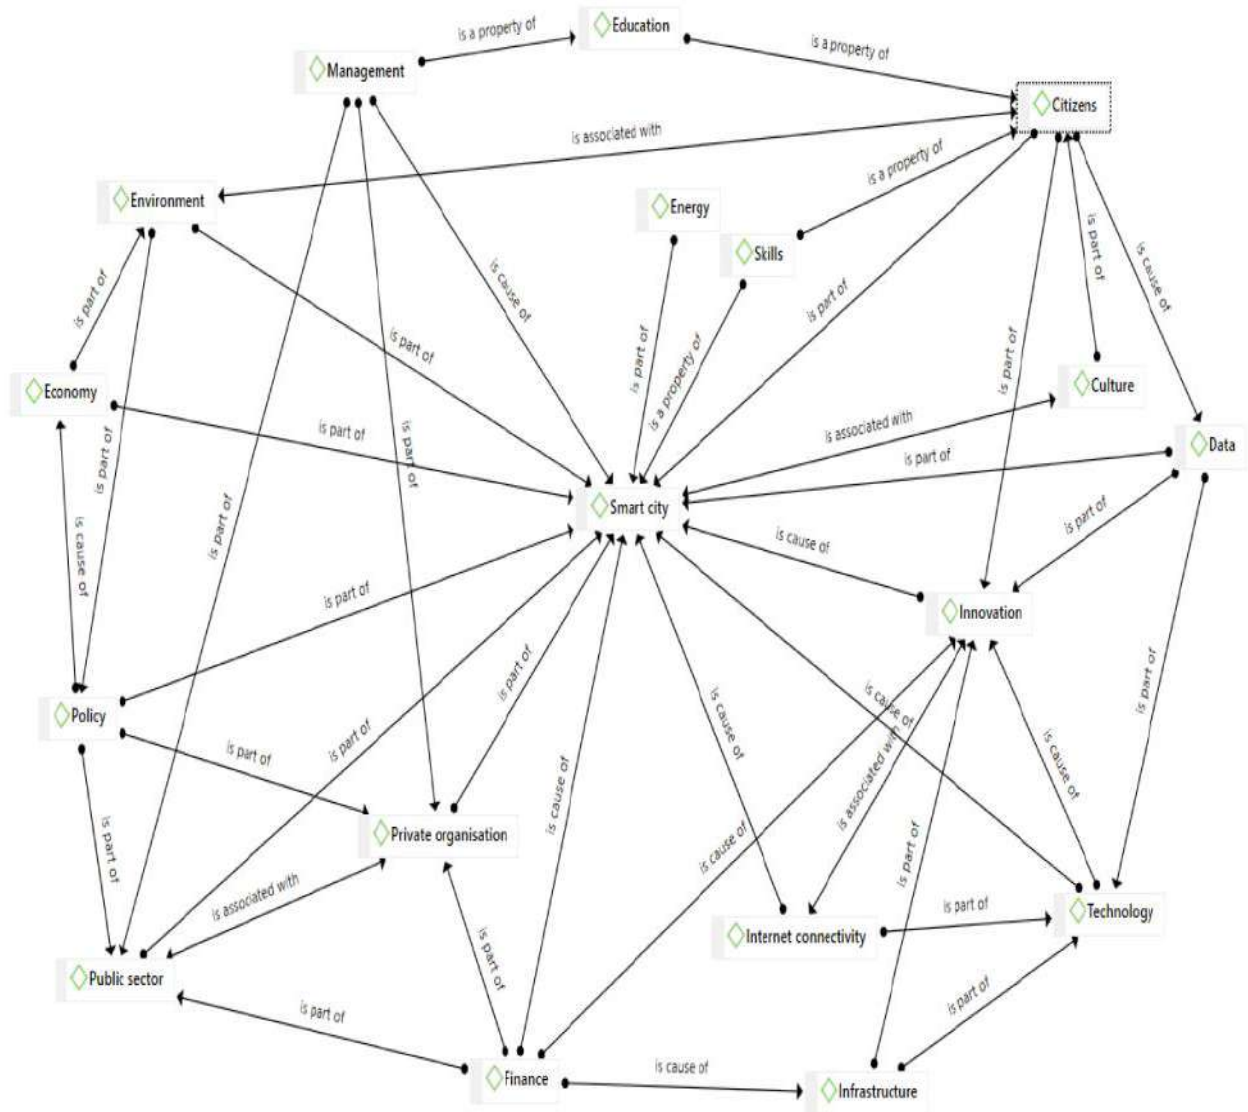 is a property of
Education
Management
is a property of
Citizens
is associated with
Environment
Energy
is a property of
Skills
is part of
is cause of
is part of
is cause of
is part of
is part of
is part of
is part of
is a property of
Economy
Culture
is part of
is associated with
is part of
is part of
Data
is part of
Smart city
is part of
is cause of
is part of
is cause of
is part of
Innovation
is part of
is part of
Policy
is cause of
is cause of
is part of
is part of
is part of
is cause of
is associated with
is cause of
Private organisation
is part of
is cause of
is part of
is associated with
is part of
Technology
Internet connectivity
Public sector
is part of
is part of
is part of
Finance
is cause of
Infrastructure